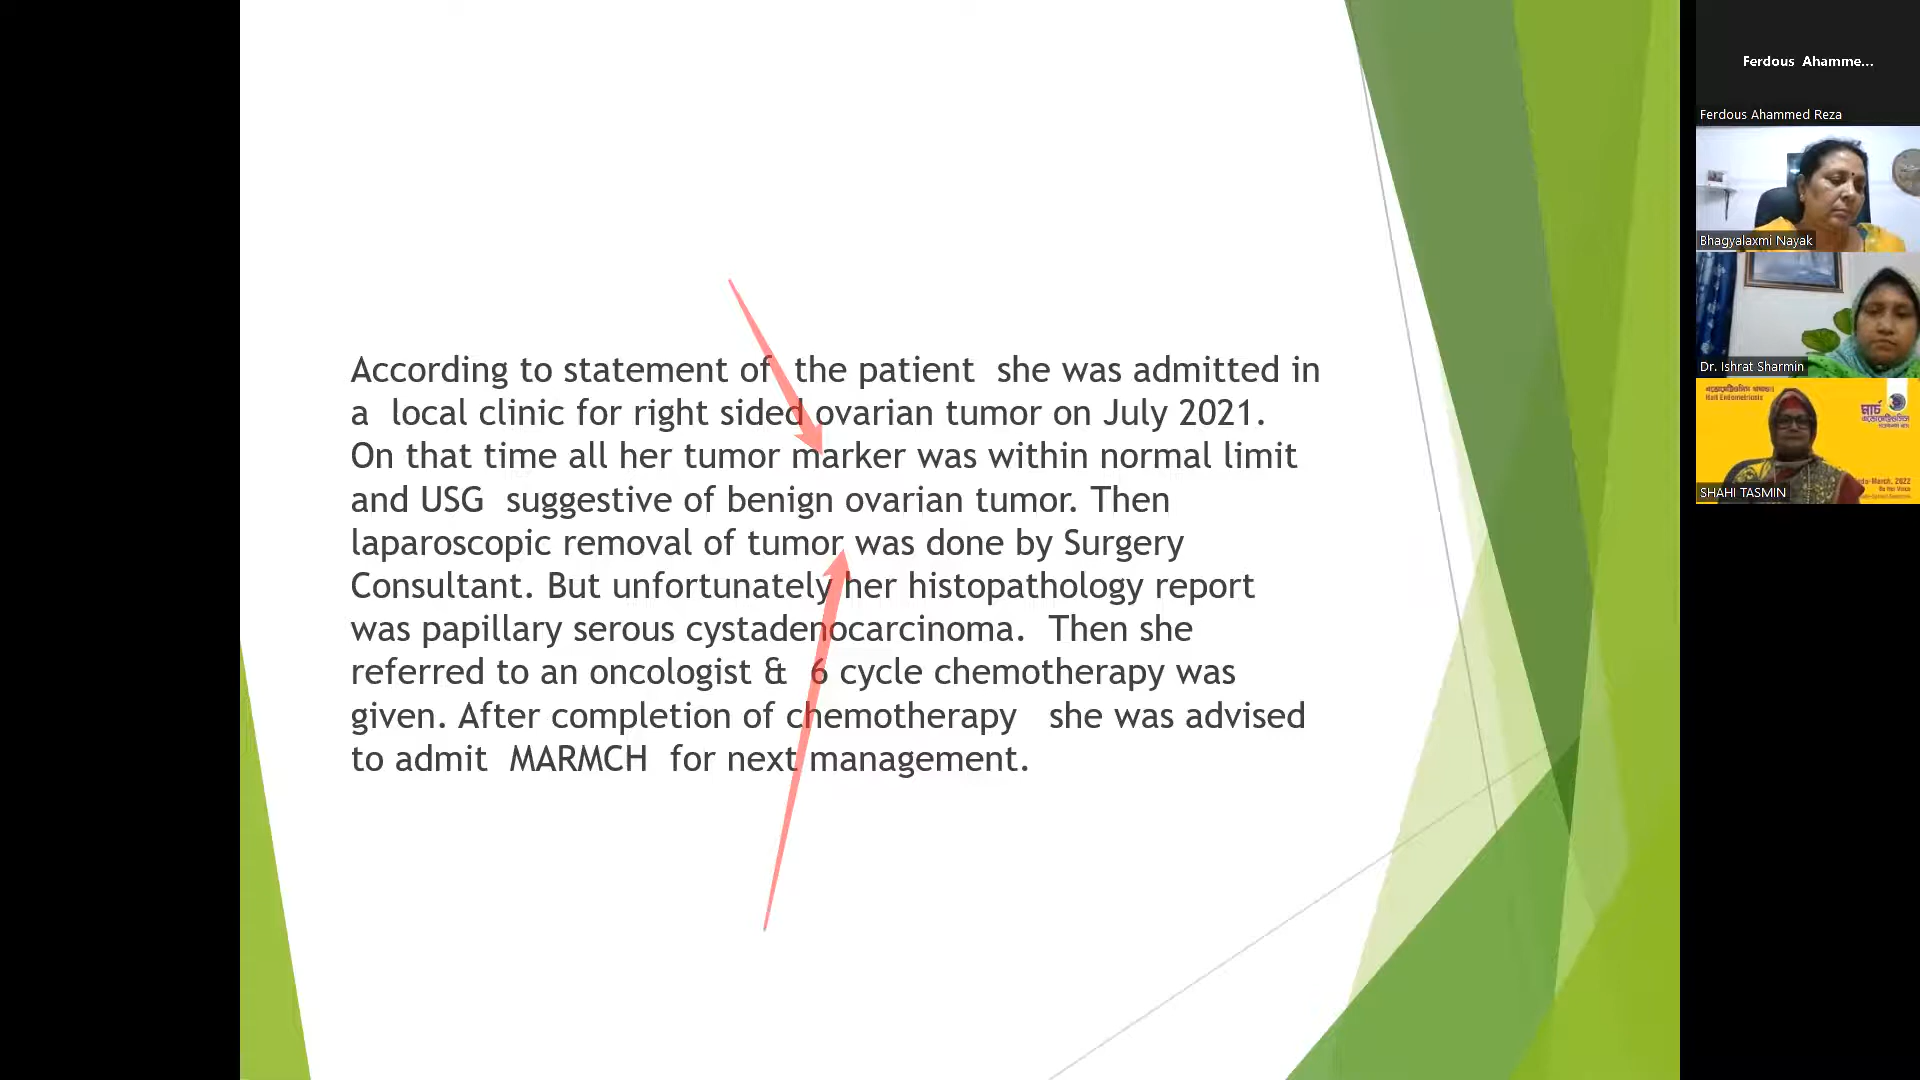 According to statement of the patient she was admitted in
a local clinic for right sided ovarian tumor on July 2021.
On that time all her tumor marker was within normal limit
and USG suggestive of benign ovarian tumor. Then
laparoscopic removal of tumor was done by Surgery
Consultant. But unfortunately her histopathology report
was papillary serous cystadenocarcinoma. Then she
referred to an oncologist & 6 cycle chemotherapy was
given. After completion of chemotherapy she was advised
to admit MARMCH for next management.
Ferdous Ahamme...
Ferdous Ahammed Reza
Bhagyalaxmi Nayak
Dr. Ishrat Sharmin
মার্চ
March, 2022
SHAHI TASMIN